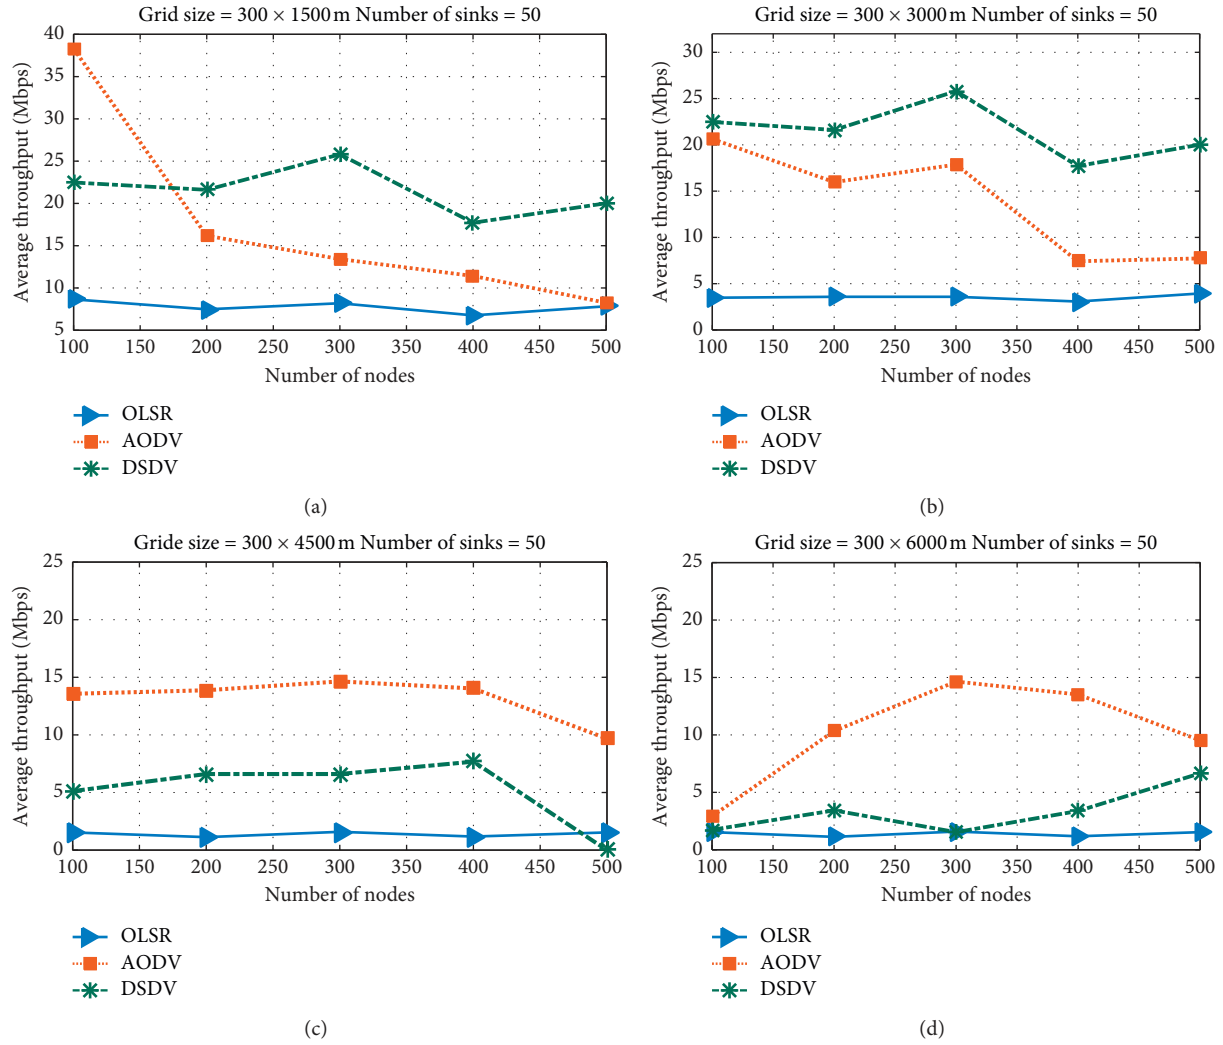 Grid size = 300 × 1500 m Number of sinks = 50
40
35
30
25
20
15
10
5
Average throughput (Mbps)
100 150 200 250 300 350 400 450 500
Number of nodes
OLSR
AODV
DSDV
(a)
Grid size = 300 × 3000 m Number of sinks = 50
30
25
20
15
10
5
0
Average throughput (Mbps)
100 150 200 250 300 350 400 450 500
Number of nodes
OLSR
AODV
DSDV
(b)
Gride size = 300 × 4500 m Number of sinks = 50
25
20
15
10
5
0
Average throughput (Mbps)
100 150 200 250 300 350 400 450 500
Number of nodes
OLSR
AODV
DSDV
(c)
Grid size = 300 × 6000 m Number of sinks = 50
25
20
15
10
5
0
Average throughput (Mbps)
100 150 200 250 300 350 400 450 500
Number of nodes
OLSR
AODV
DSDV
(d)